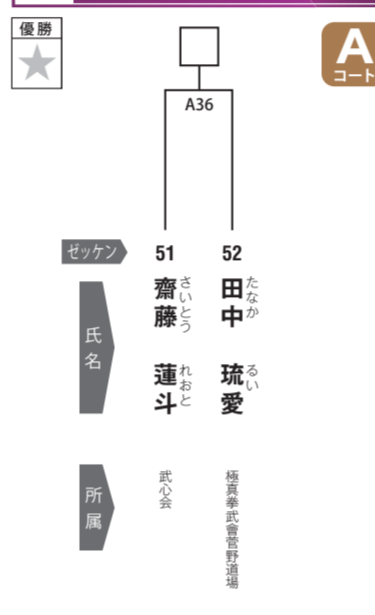 優勝
A
コート
A36
ゼッケン
51
52
氏名
齋藤 蓮斗
さいとう れおと
田中 琉愛
たなか るい
所属
武心会
極真拳武會菅野道場